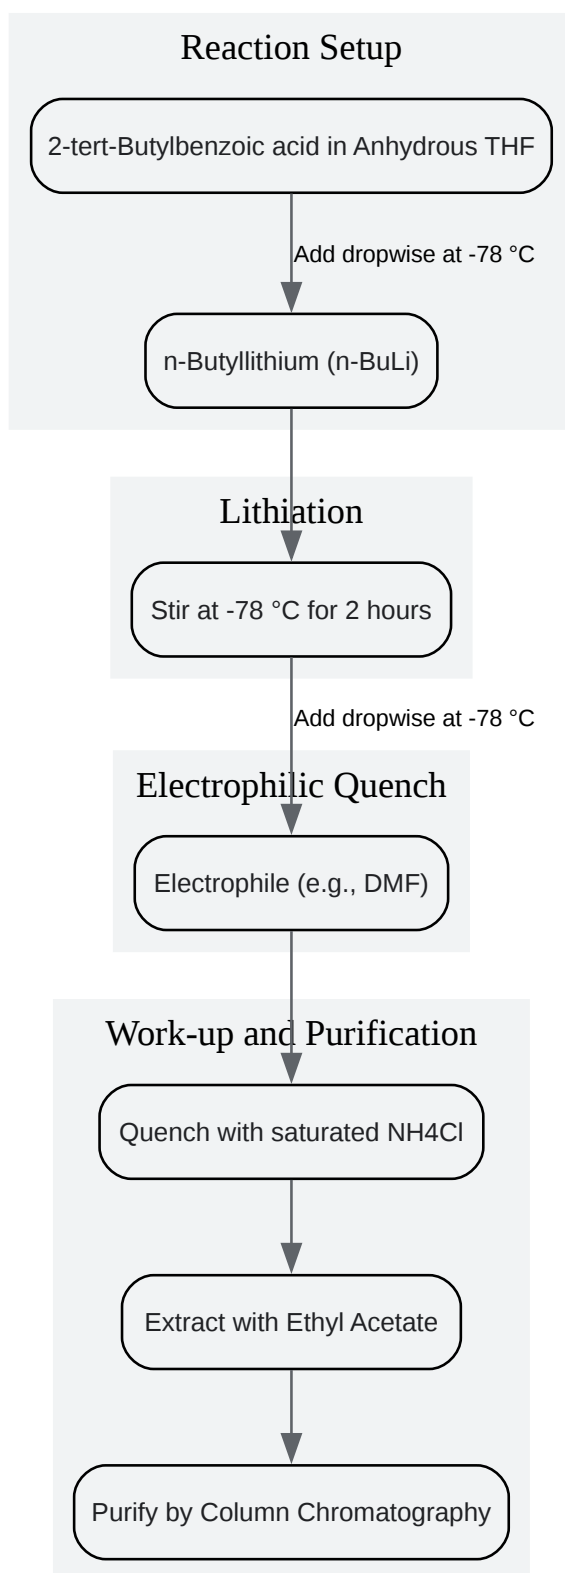 Reaction Setup
2-tert-Butylbenzoic acid in Anhydrous THF
Add dropwise at -78 °C
n-Butyllithium (n-BuLi)
Lithiation
Stir at -78 °C for 2 hours
Add dropwise at -78 °C
Electrophilic Quench
Electrophile (e.g., DMF)
Work-up and Purification
Quench with saturated NH4Cl
Extract with Ethyl Acetate
Purify by Column Chromatography